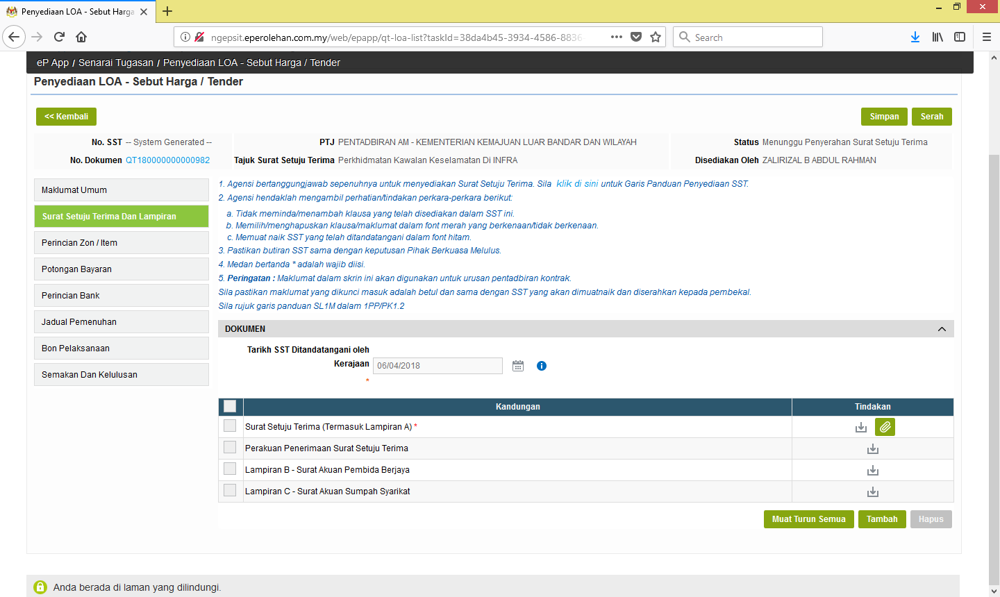 Penyediaan LOA - Sebut Harga
ngepsit.eperolehan.com.my/web/epapp/qt-loa-list?taskId=38da4b45-3934-4586-8836-
Search
eP App / Senarai Tugasan / Penyediaan LOA - Sebut Harga / Tender
Penyediaan LOA - Sebut Harga / Tender
<< Kembali
Simpan
Serah
No. SST -- System Generated --
PTJ PENTADBIRAN AM - KEMENTERIAN KEMAJUAN LUAR BANDAR DAN WILAYAH
Status Menunggu Penyerahan Surat Setuju Terima
No. Dokumen QT180000000000982
Tajuk Surat Setuju Terima Perkhidmatan Kawalan Keselamatan Di INFRA
Disediakan Oleh ZALIRIZAL B ABDUL RAHMAN
Maklumat Umum
Surat Setuju Terima Dan Lampiran
Perincian Zon / Item
Potongan Bayaran
Perincian Bank
Jadual Pemenuhan
Bon Pelaksanaan
Semakan Dan Kelulusan
1. Agensi bertanggungjawab sepenuhnya untuk menyediakan Surat Setuju Terima. Sila klik di sini untuk Garis Panduan Penyediaan SST.
2. Agensi hendaklah mengambil perhatian/tindakan perkara-perkara berikut:
a. Tidak meminda/menambah klausa yang telah disediakan dalam SST ini.
b. Memilih/menghapuskan klausa/maklumat dalam font merah yang berkenaan/tidak berkenaan.
c. Memuat naik SST yang telah ditandatangani dalam font hitam.
3. Pastikan butiran SST sama dengan keputusan Pihak Berkuasa Melulus.
4. Medan bertanda * adalah wajib diisi.
5. Peringatan : Maklumat dalam skrin ini akan digunakan untuk urusan pentadbiran kontrak.
Sila pastikan maklumat yang dikunci masuk adalah betul dan sama dengan SST yang akan dimuatnaik dan diserahkan kepada pembekal.
Sila rujuk garis panduan SL1M dalam 1PP/PK1.2
DOKUMEN
Tarikh SST Ditandatangani oleh
Kerajaan 06/04/2018
*
Kandungan Tindakan
Surat Setuju Terima (Termasuk Lampiran A) *
Perakuan Penerimaan Surat Setuju Terima
Lampiran B - Surat Akuan Pembida Berjaya
Lampiran C - Surat Akuan Sumpah Syarikat
Muat Turun Semua
Tambah
Hapus
Anda berada di laman yang dilindungi.